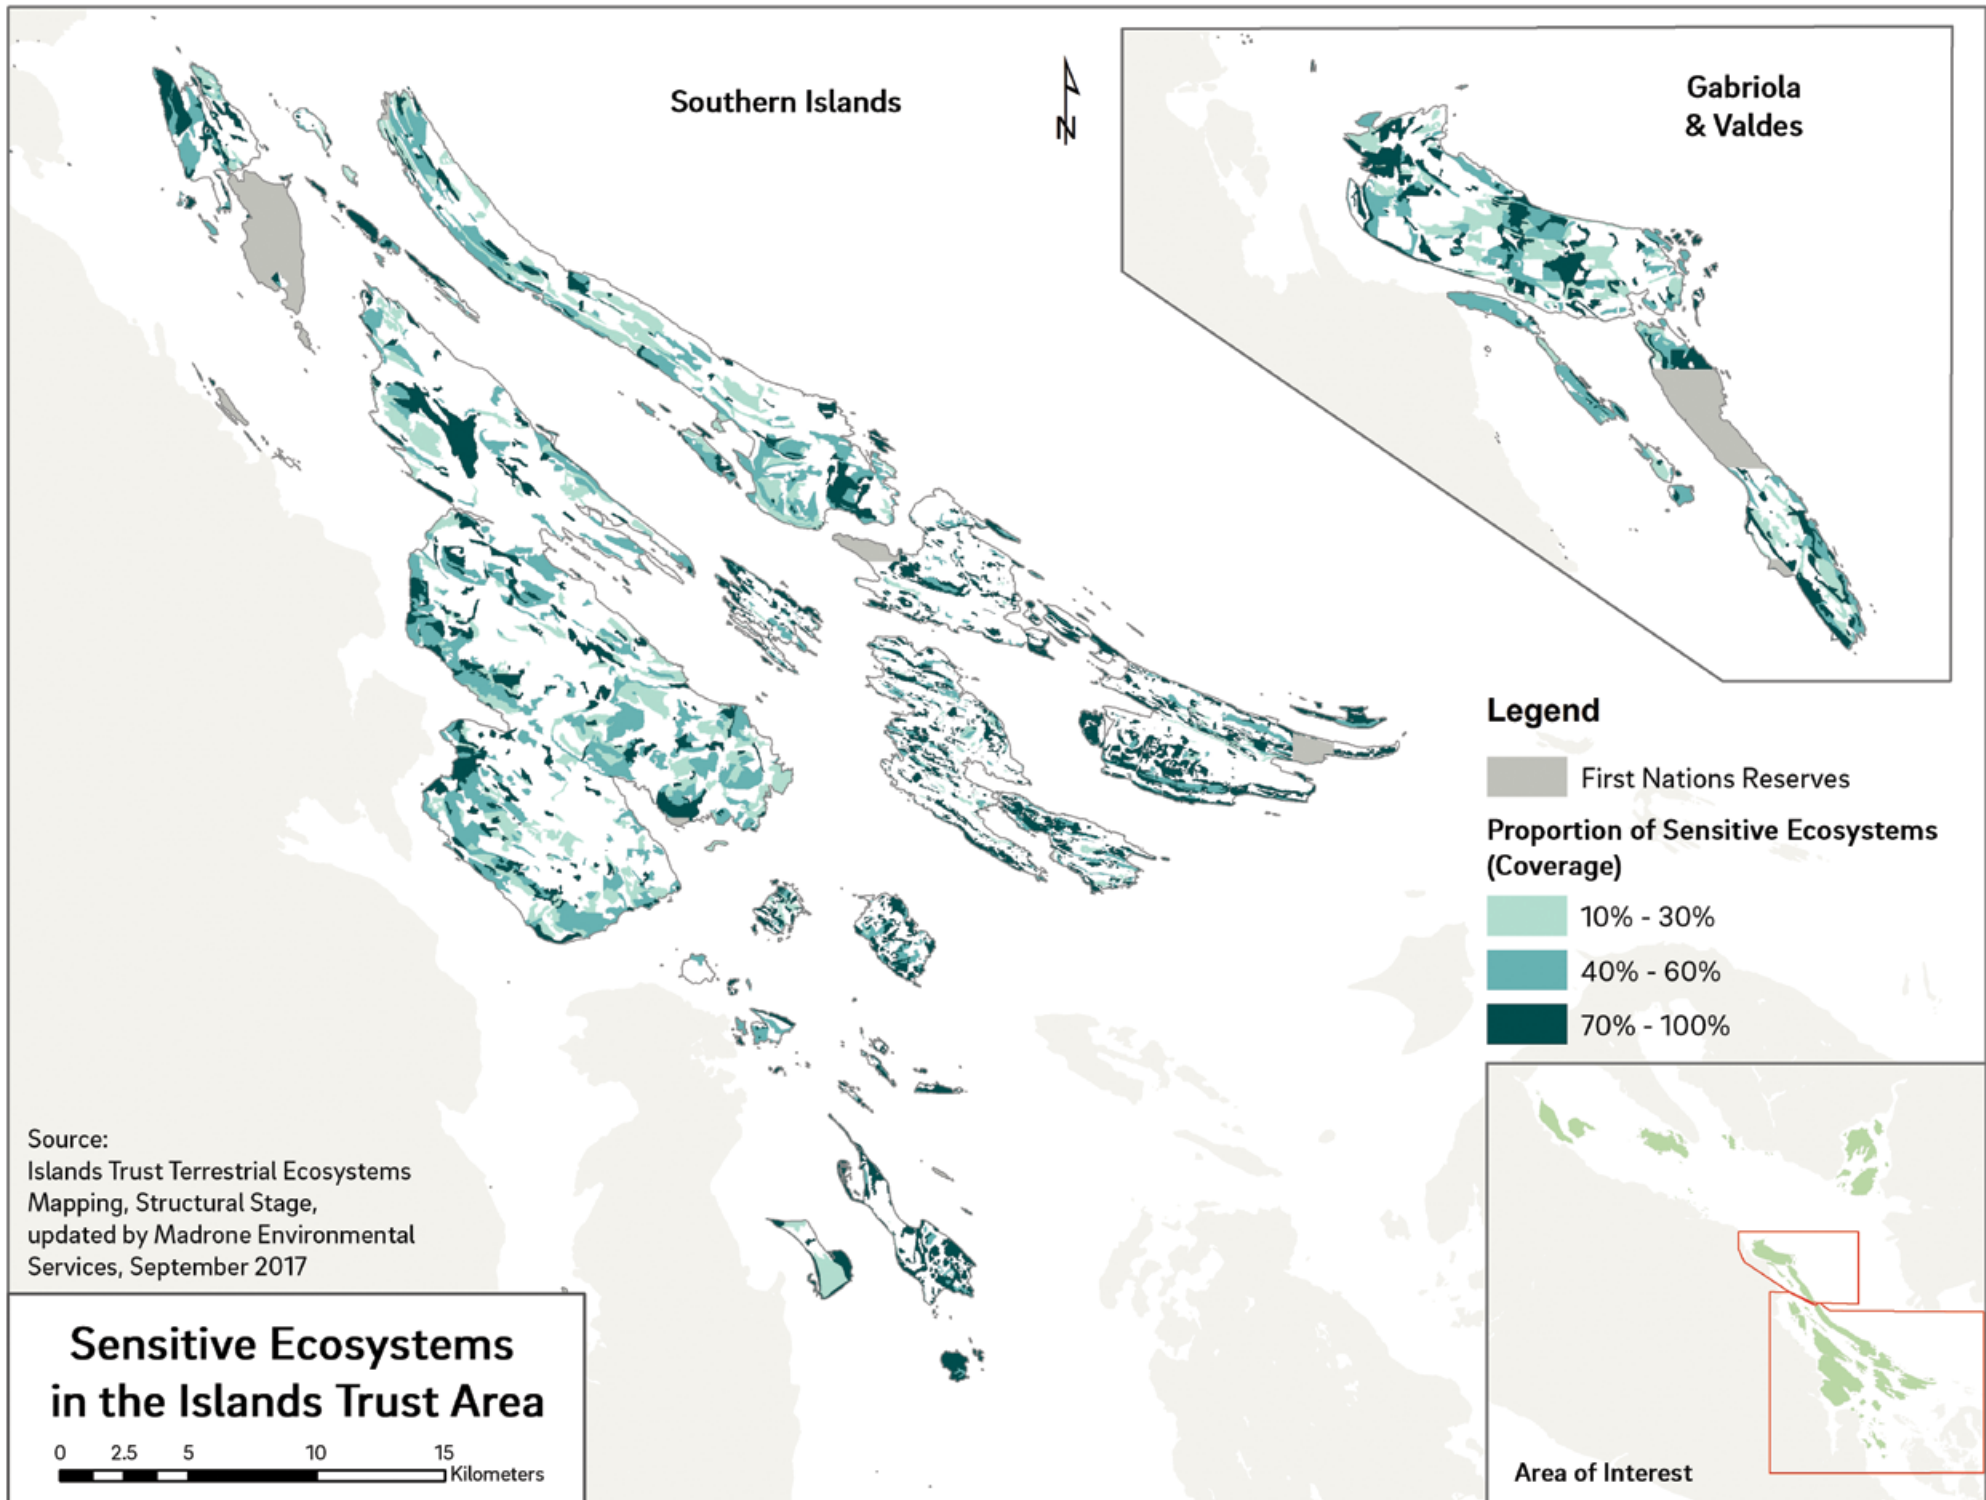 Southern Islands
N
Gabriola
& Valdes
Legend
First Nations Reserves
Proportion of Sensitive Ecosystems
(Coverage)
10% - 30%
40% - 60%
70% - 100%
Source:
Islands Trust Terrestrial Ecosystems
Mapping, Structural Stage,
updated by Madrone Environmental
Services, September 2017
Sensitive Ecosystems
in the Islands Trust Area
0 2.5 5 10 15
Kilometers
Area of Interest